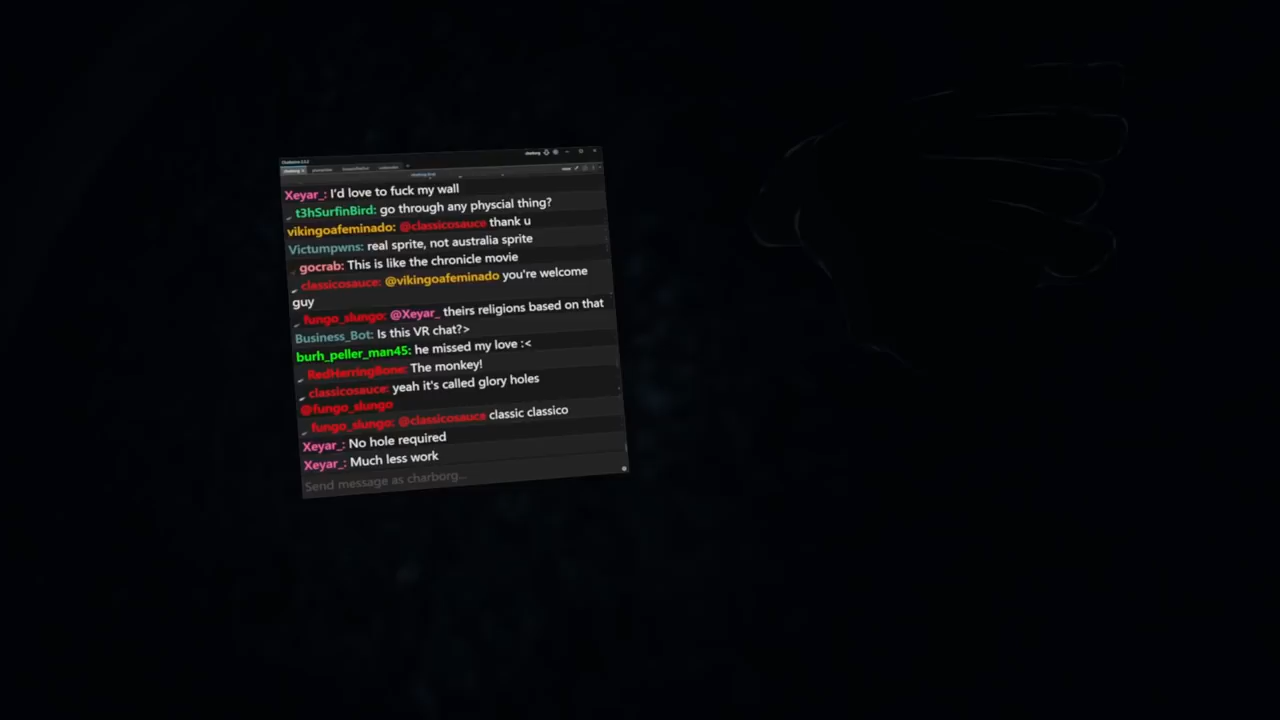 Xeyar_: I'd love to fuck my wall
t3hSurfinBird: go through any physcial thing?
vikingoafeminado: @classicosauce thank u
Victumpwns: real sprite, not australia sprite
gocrab: This is like the chronicle movie
classicosauce: @vikingoafeminado you're welcome
guy
fungo_slungo: @Xeyar_ theirs religions based on that
Business_Bot: Is this VR chat?>
burh_peller_man45: he missed my love :<
RedHerringBone: The monkey!
classicosauce: yeah it's called glory holes
@fungo_slungo
fungo_slungo: @classicosauce classic classico
Xeyar_: No hole required
Xeyar_: Much less work
Send message as charborg...